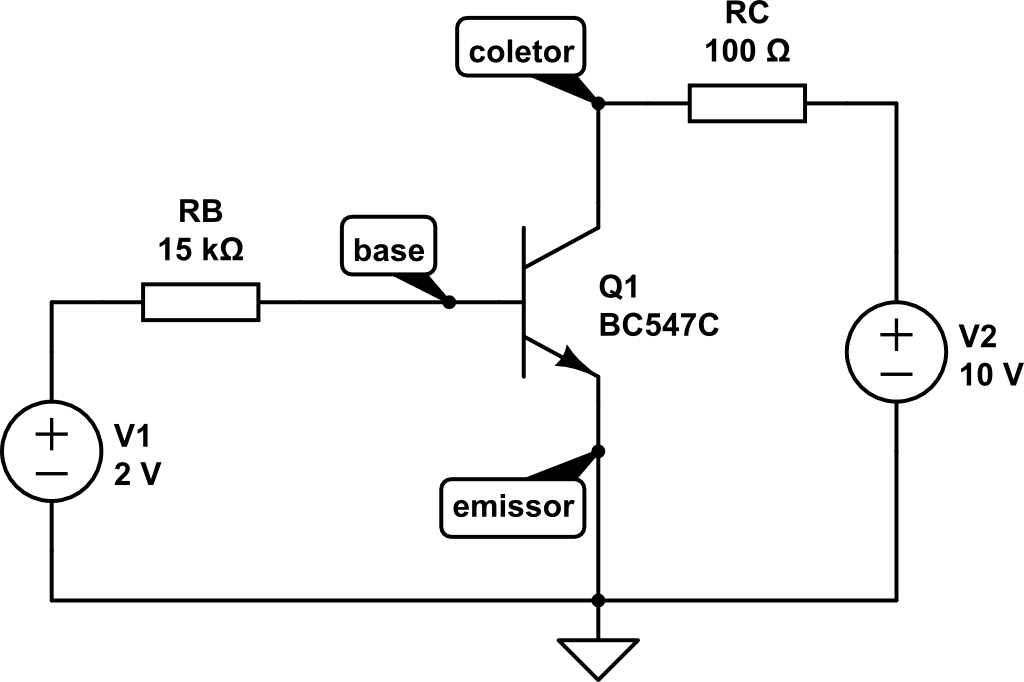 RC
100 Ω
coletor
RB
15 kΩ
base
Q1
BC547C
V2
10 V
V1
2 V
emissor